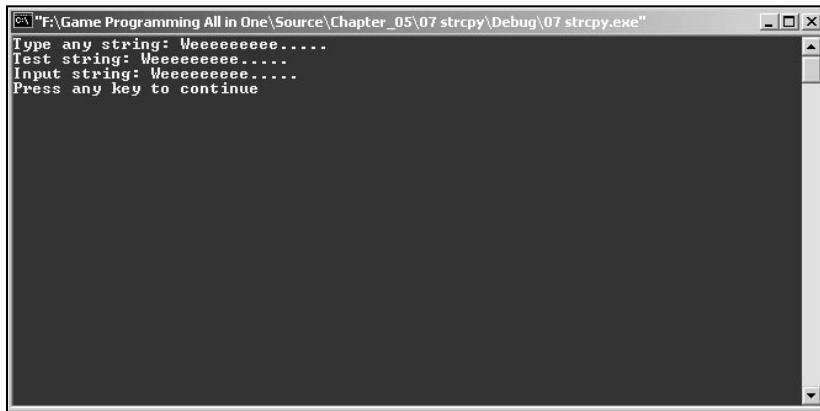 "F:\Game Programming All in One\Source\Chapter_05\07 strcpy\Debug\07 strcpy.exe"
Type any string: Weeeeeeeee.....
Test string: Weeeeeeeee.....
Input string: Weeeeeeeee.....
Press any key to continue